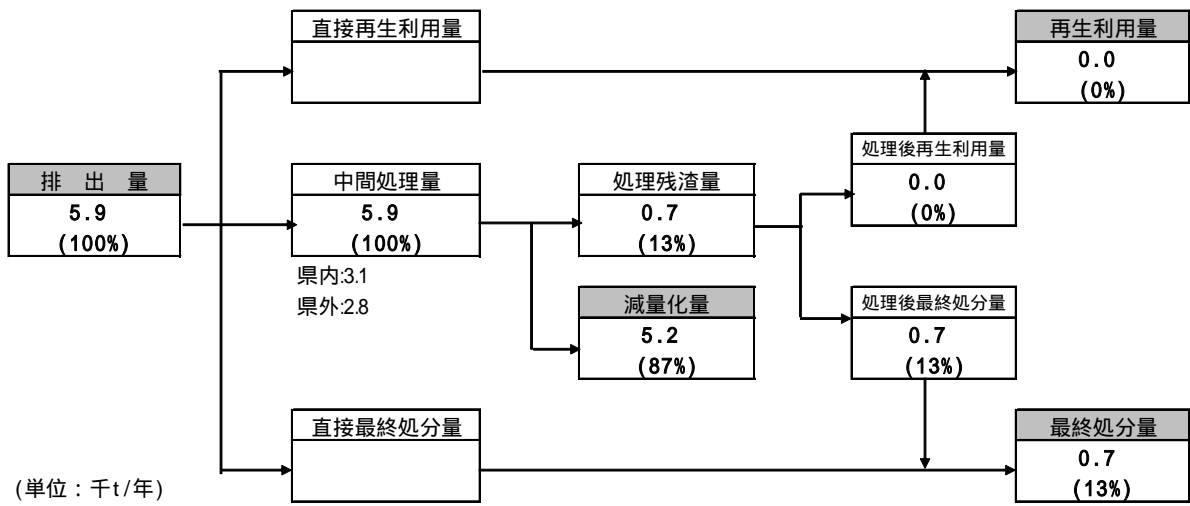 直接再生利用量
再生利用量
0.0
(0%)
処理後再生利用量
0.0
(0%)
排 出 量
5.9
(100%)
中間処理量
5.9
(100%)
県内:3.1
県外:2.8
処理残渣量
0.7
(13%)
減量化量
5.2
(87%)
処理後最終処分量
0.7
(13%)
直接最終処分量
最終処分量
0.7
(13%)
(単位：千t/年)